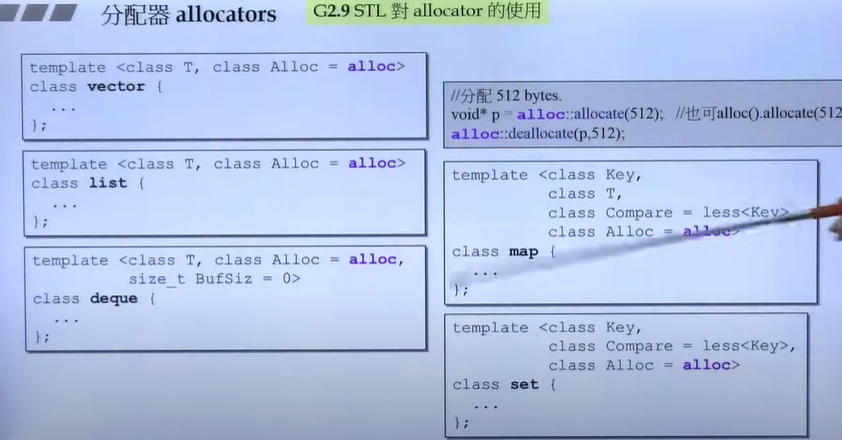 分配器 allocators
G2.9 STL 對 allocator 的使用
template <class T, class Alloc = alloc>
class vector {
...
};
template <class T, class Alloc = alloc>
class list {
...
};
template <class T, class Alloc = alloc,
size_t BufSiz = 0>
class deque {
...
};
//分配 512 bytes.
void* p = alloc::allocate(512); //也可alloc().allocate(512
alloc::deallocate(p,512);
template <class Key,
class T,
class Compare = less<Key>
class Alloc = alloc>
class map {
...
};
template <class Key,
class Compare = less<Key>,
class Alloc = alloc>
class set {
...
};